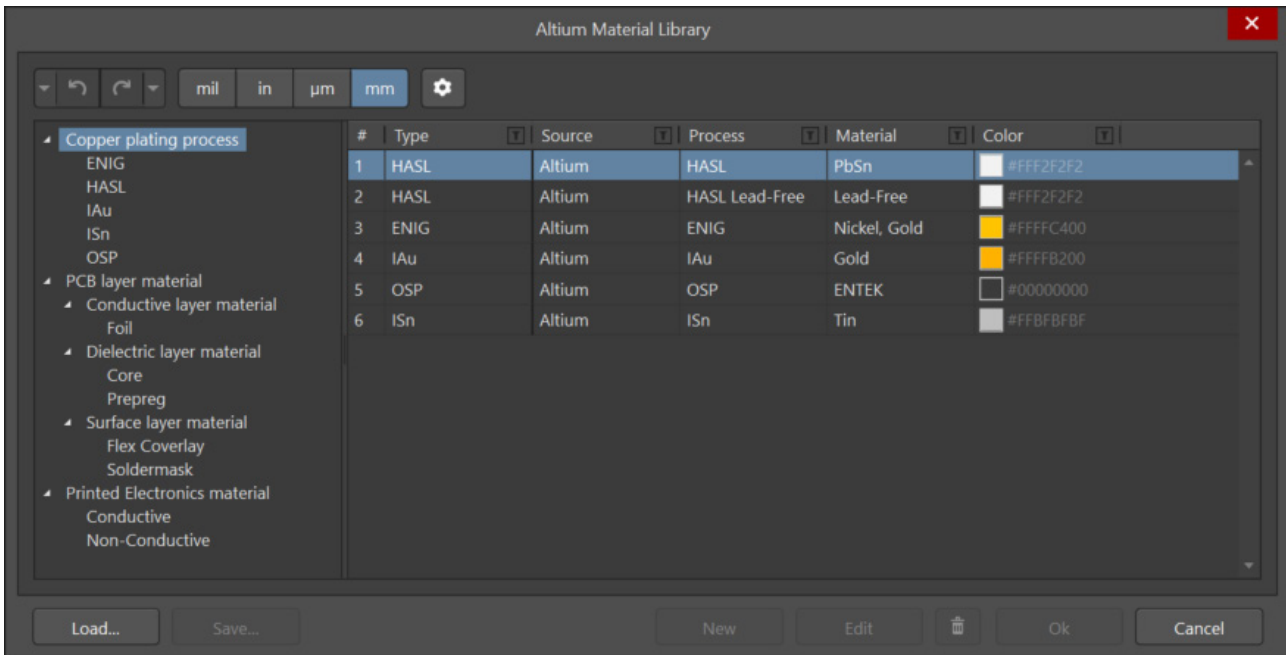 Altium Material Library
mil in µm mm
Copper plating process
ENIG
HASL
IAu
ISn
OSP
PCB layer material
Conductive layer material
Foil
Dielectric layer material
Core
Prepreg
Surface layer material
Flex Coverlay
Soldermask
Printed Electronics material
Conductive
Non-Conductive
# Type Source Process Material Color
1 HASL Altium HASL PbSn #FFF2F2F2
2 HASL Altium HASL Lead-Free Lead-Free #FFF2F2F2
3 ENIG Altium ENIG Nickel, Gold #FFFFC400
4 IAu Altium IAu Gold #FFFFB200
5 OSP Altium OSP ENTEK #00000000
6 ISn Altium ISn Tin #FFBFBFBF
Load... Save... New Edit Ok Cancel